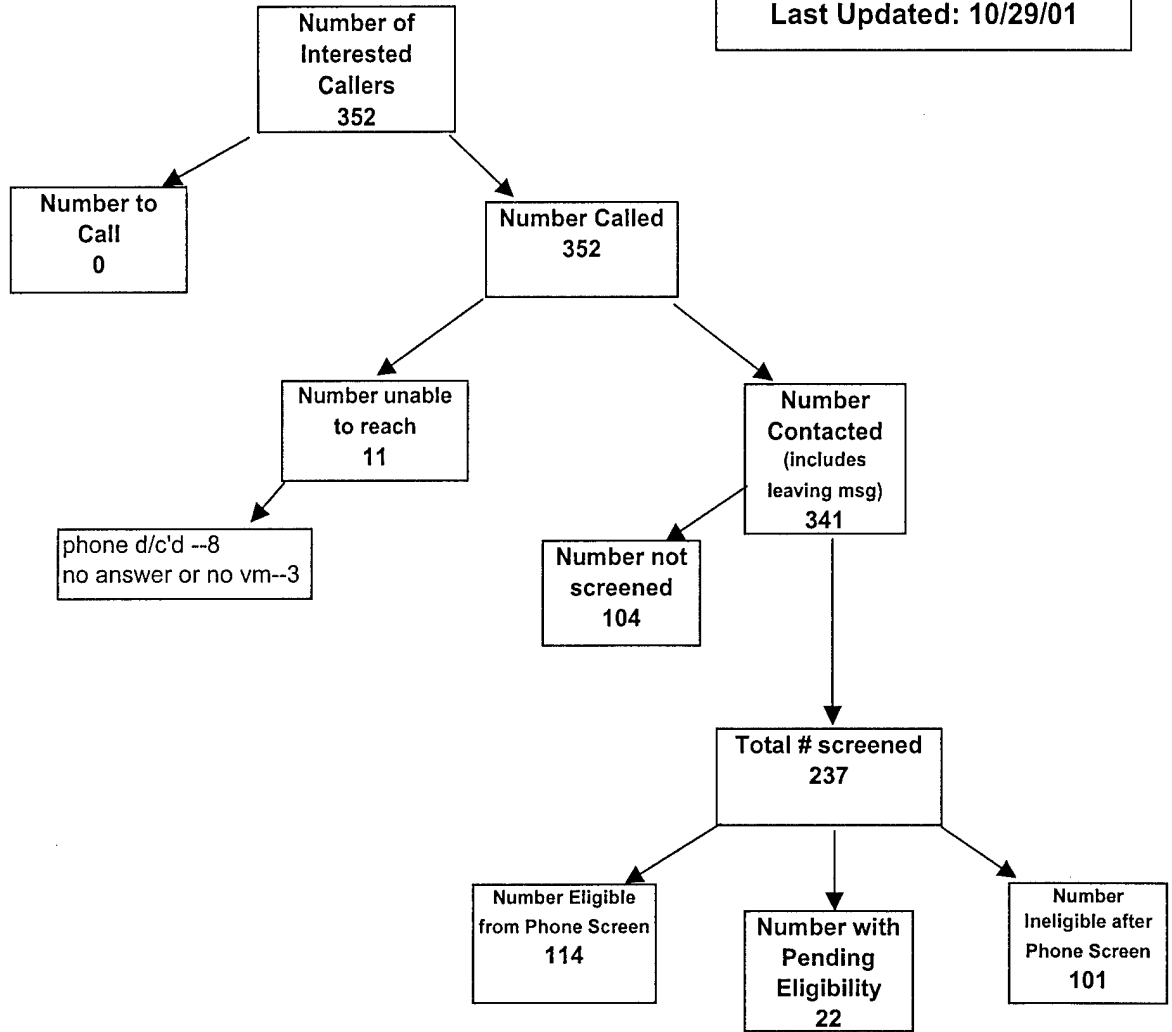 Last Updated: 10/29/01
Number of
Interested
Callers
352
Number to
Call
0
Number Called
352
Number unable
to reach
11
Number
Contacted
(includes
leaving msg)
341
phone d/c'd --8
no answer or no vm--3
Number not
screened
104
Total # screened
237
Number Eligible
from Phone Screen
114
Number with
Pending
Eligibility
22
Number
Ineligible after
Phone Screen
101